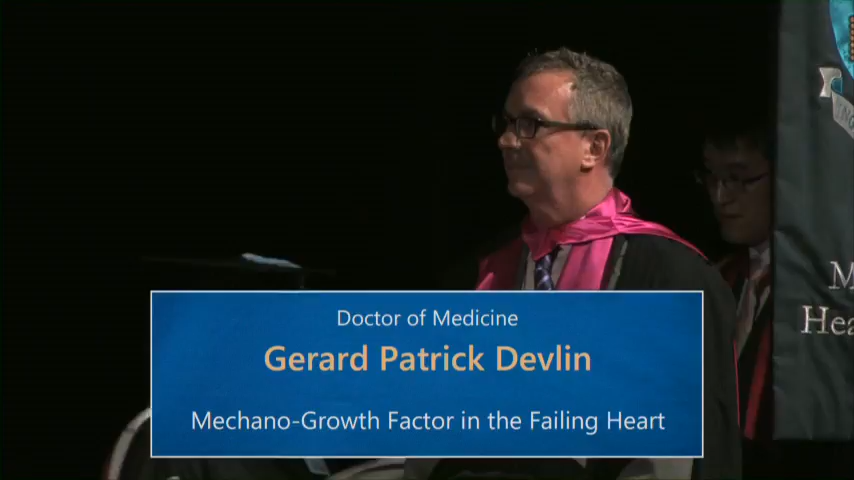 Doctor of Medicine
Gerard Patrick Devlin
Mechano-Growth Factor in the Failing Heart